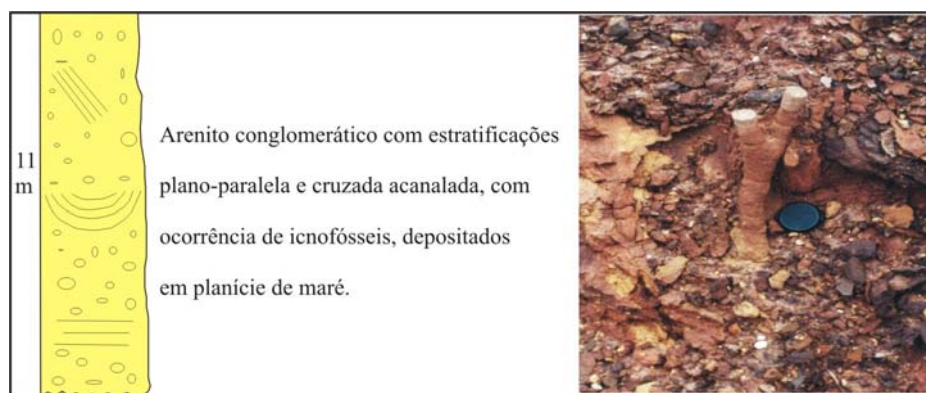 11
m
Arenito conglomerático com estratificações
plano-paralela e cruzada acanalada, com
ocorrência de icnofósseis, depositados
em planície de maré.